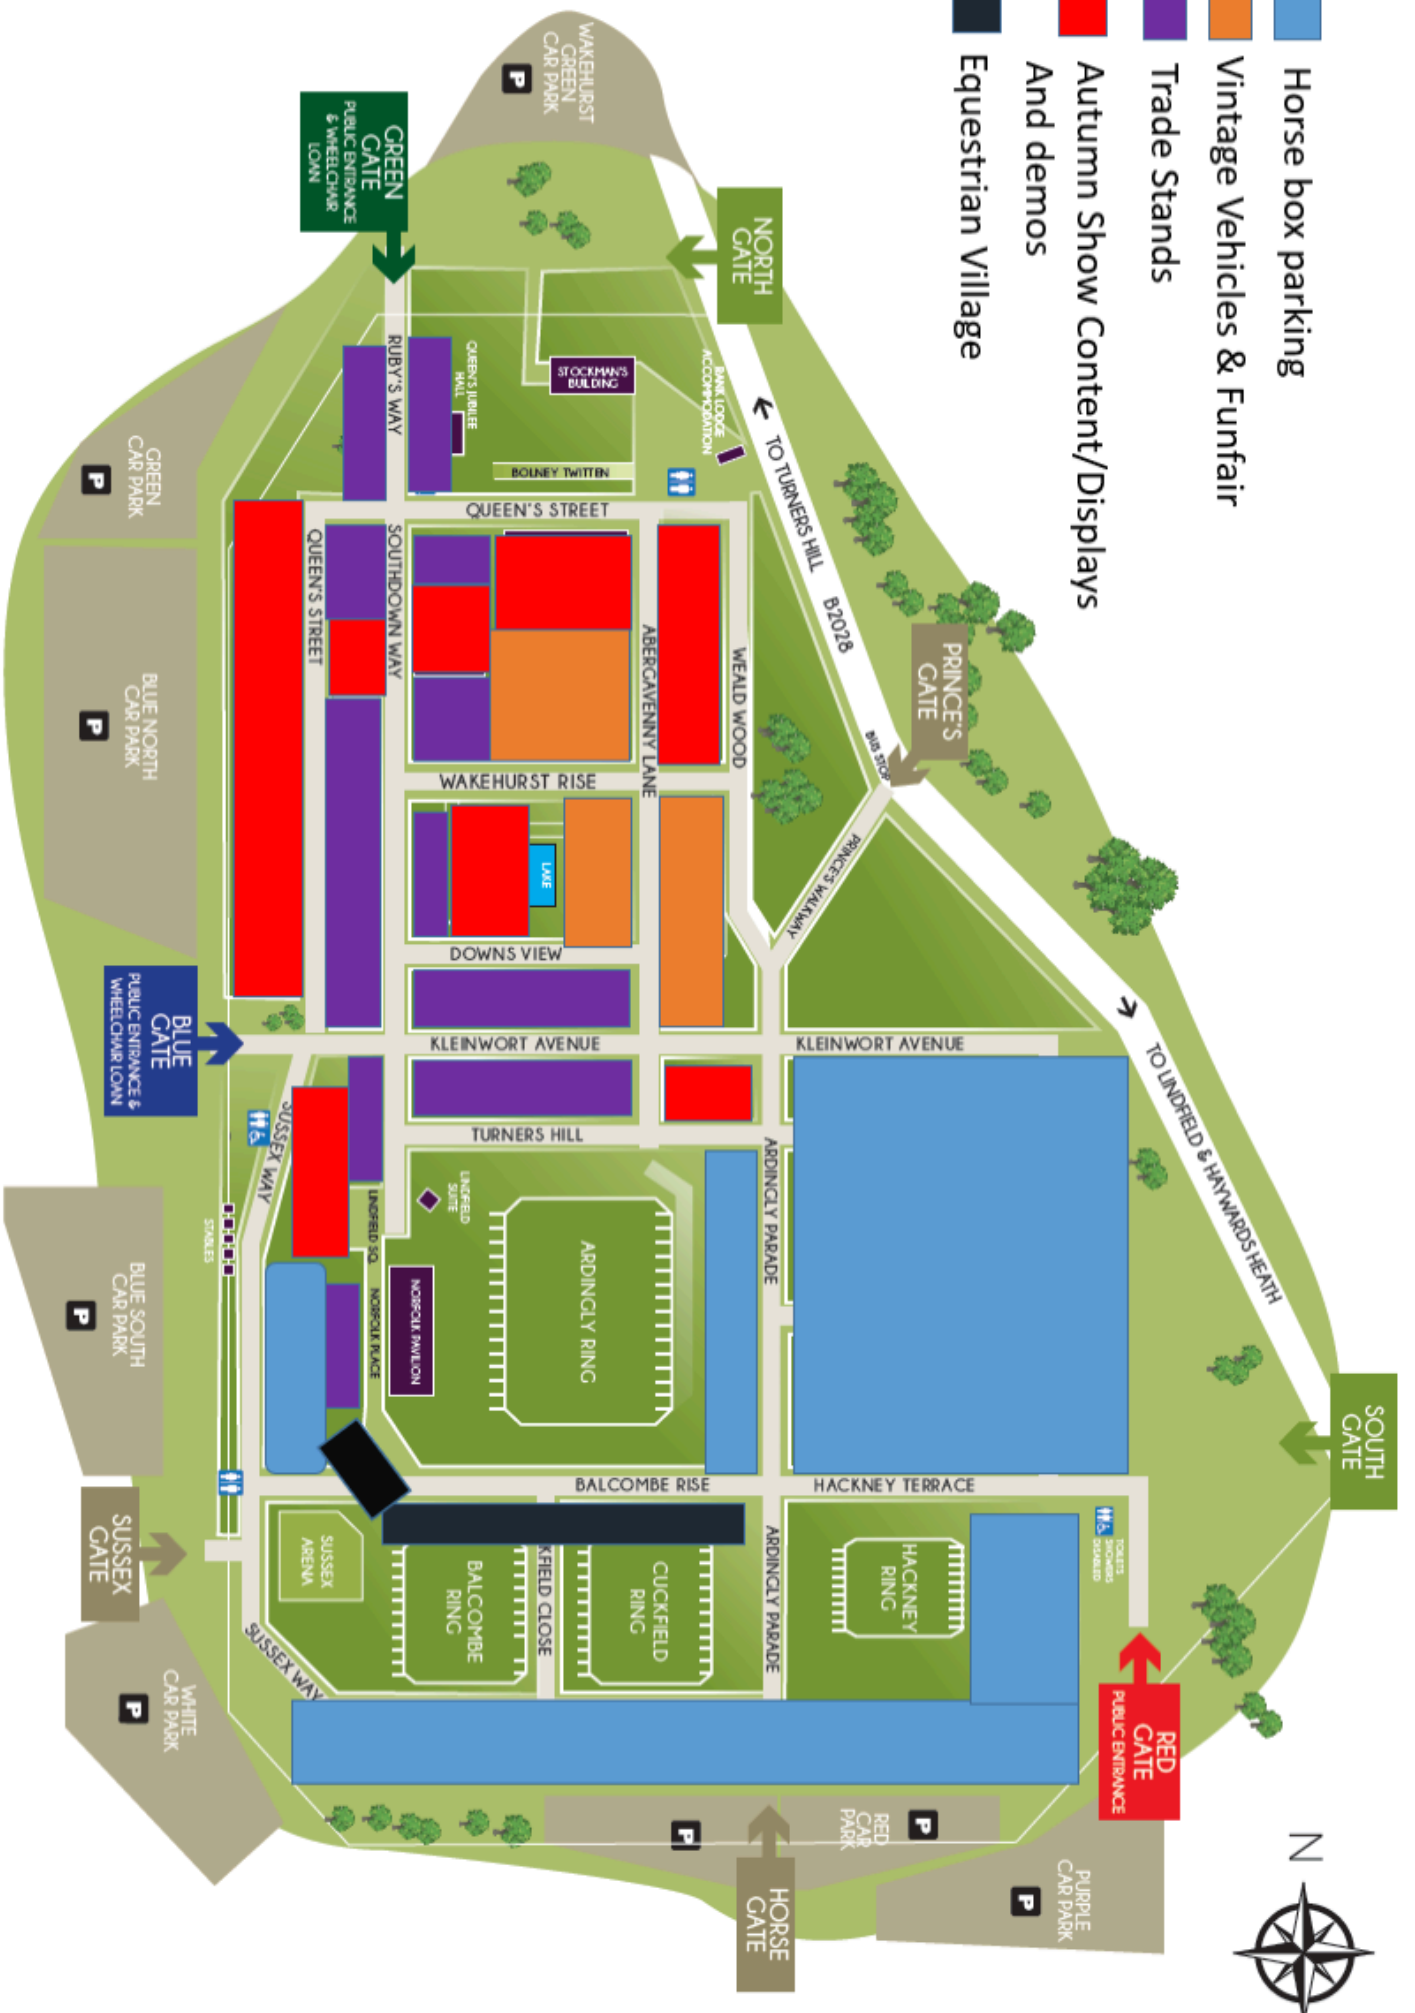 Horse box parking
Vintage Vehicles & Funfair
Trade Stands
Autumn Show Content/Displays
And demos
Equestrian Village
WAKEHURST
GREEN
CAR PARK
P
GREEN
GATE
PUBLIC ENTRANCE
& WHEELCHAIR
LOAN
NORTH
GATE
STOCKMAN'S
BUILDING
BANK LODGE
ACCOMMODATION
QUEEN'S JUBILEE
HALL
RUBY'S WAY
BOLNEY TWITTEN
QUEEN'S STREET
TO TURNERS HILL B2028
GREEN
CAR PARK
P
QUEEN'S STREET
SOUTHDOWN WAY
ABERGAVENNY LANE
WEALD WOOD
PRINCE'S
GATE
BUS STOP
PRINCE'S WALKWAY
BLUE NORTH
CAR PARK
P
WAKEHURST RISE
LAKE
DOWNS VIEW
BLUE
GATE
PUBLIC ENTRANCE &
WHEELCHAIR LOAN
KLEINWORT AVENUE
KLEINWORT AVENUE
TO LINDFIELD & HAYWARDS HEATH
SUSSEX WAY
TURNERS HILL
ARDINGLY PARADE
STABLES
LINDFIELD SQ
LINDFIELD
SUITE
NORFOLK PLACE
NORFOLK PAVILION
ARDINGLY RING
BLUE SOUTH
CAR PARK
P
SOUTH
GATE
BALCOMBE RISE
HACKNEY TERRACE
SUSSEX
GATE
SUSSEX
ARENA
BALCOMBE
RING
KFIELD CLOSE
CUCKFIELD
RING
ARDINGLY PARADE
HACKNEY
RING
TOILETS
SHOWERS
DISABLED
SUSSEX WAY
WHITE
CAR PARK
P
RED
GATE
PUBLIC ENTRANCE
RED
CAR
PARK
P
P
HORSE
GATE
PURPLE
CAR PARK
P
N